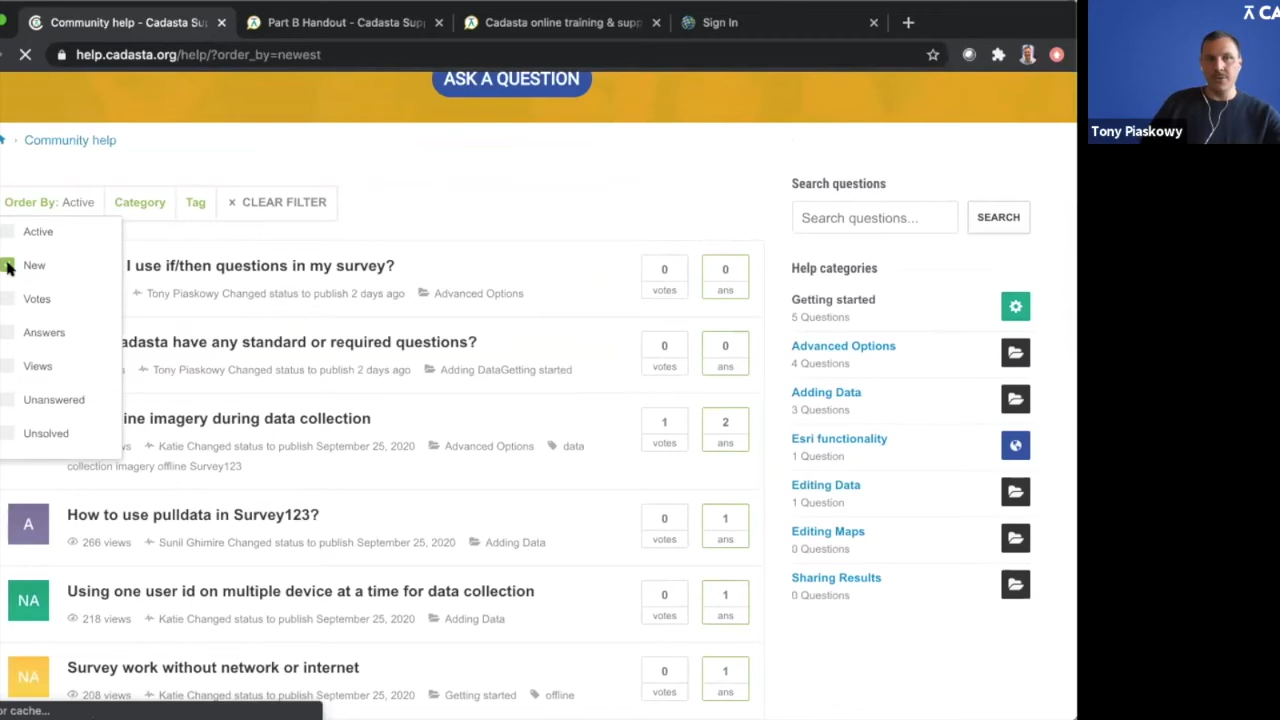 Community help - Cadasta Su
Part B Handout - Cadasta Supp
Cadasta online training & supp
Sign In
help.cadasta.org/help/?order_by=newest
CA
Tony Piaskowy
ASK A QUESTION
Community help
Order By: Active
Category
Tag
× CLEAR FILTER
Active
New
Votes
Answers
Views
Unanswered
Unsolved
I use if/then questions in my survey?
Tony Piaskowy Changed status to publish 2 days ago
Advanced Options
0
votes
0
ans
adasta have any standard or required questions?
Tony Piaskowy Changed status to publish 2 days ago
Adding DataGetting started
0
votes
0
ans
ine imagery during data collection
ws
Katie Changed status to publish September 25, 2020
Advanced Options
data
collection imagery offline Survey123
1
votes
2
ans
A
How to use pulldata in Survey123?
266 views
Sunil Ghimire Changed status to publish September 25, 2020
Adding Data
0
votes
1
ans
NA
Using one user id on multiple device at a time for data collection
218 views
Katie Changed status to publish September 25, 2020
Adding Data
0
votes
1
ans
NA
Survey work without network or internet
208 views
Katie Changed status to publish September 25, 2020
Getting started
offline
0
votes
1
ans
or cache...
Search questions
Search questions...
SEARCH
Help categories
Getting started
5 Questions
Advanced Options
4 Questions
Adding Data
3 Questions
Esri functionality
1 Question
Editing Data
1 Question
Editing Maps
0 Questions
Sharing Results
0 Questions